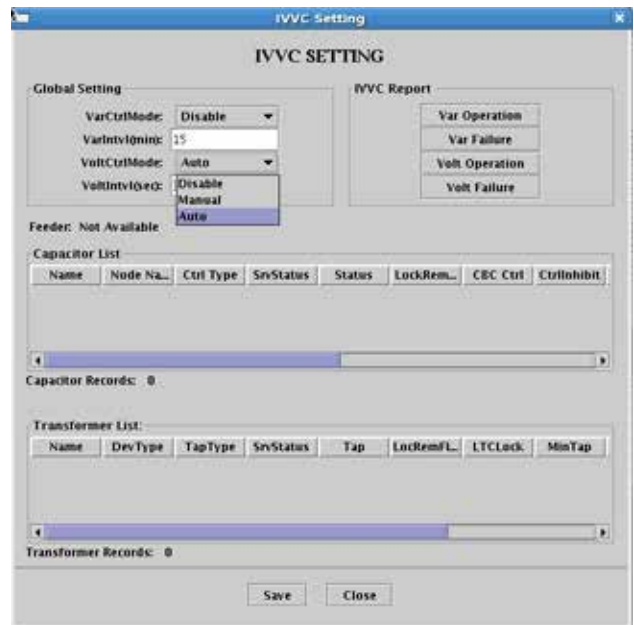 IVVC Setting
IVVC SETTING
Global Setting
VarCtrlMode: Disable
VarIntvl(min): 15
VoltCtrlMode: Auto
VoltIntvl(sec):
Disable
Manual
Auto
IVVC Report
Var Operation
Var Failure
Volt Operation
Volt Failure
Feeder: Not Available
Capacitor List
Name Node Na... Ctrl Type SrvStatus Status LockRem... CBC Ctrl CtrlInhibit
Capacitor Records: 0
Transformer List:
Name DevType TapType SrvStatus Tap LocRemFl... LTCLock MinTap
Transformer Records: 0
Save Close